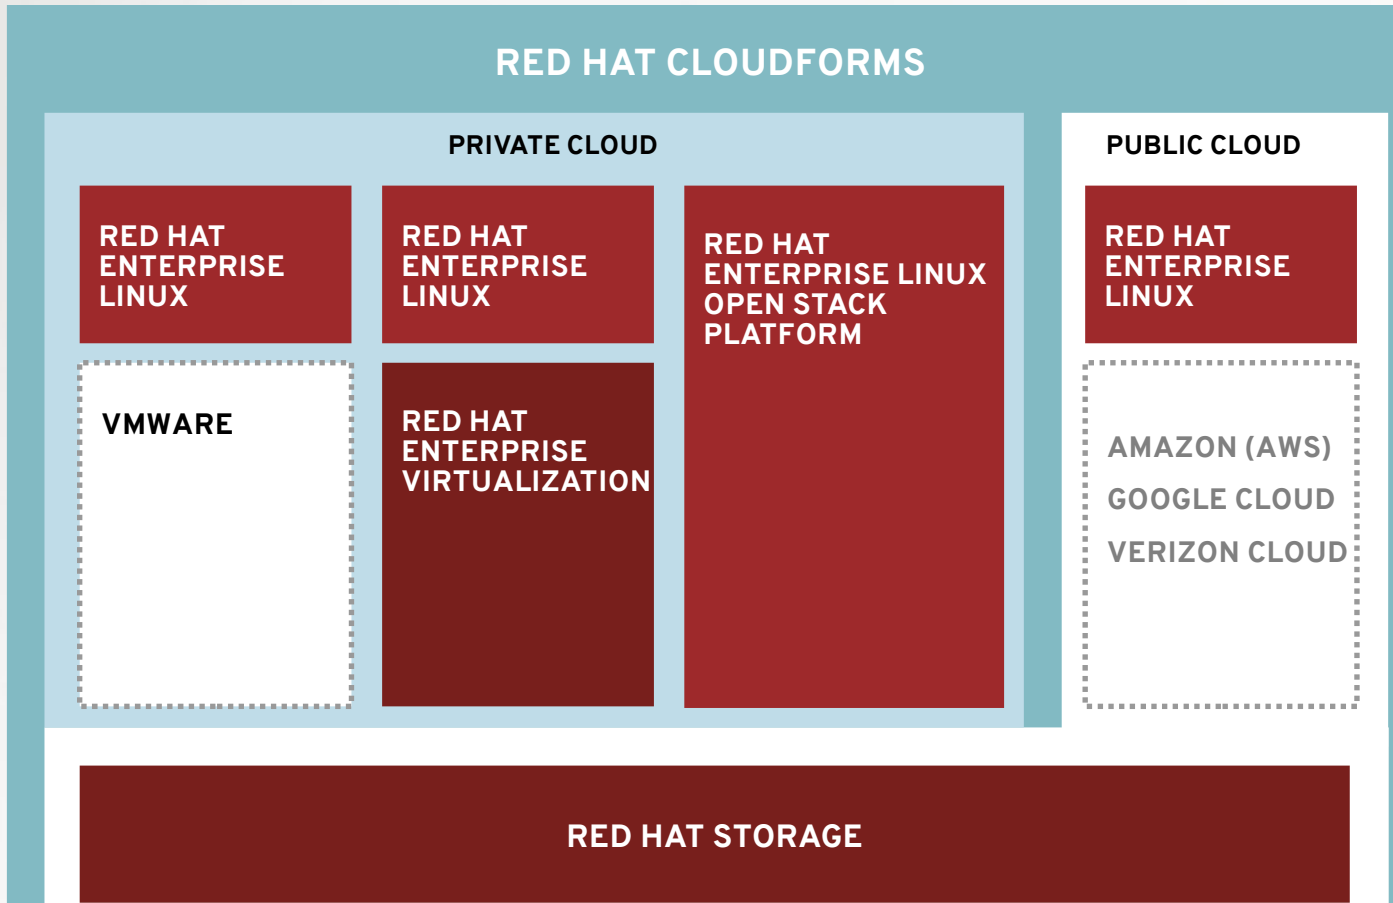 RED HAT CLOUDFORMS
PRIVATE CLOUD
RED HAT
ENTERPRISE
LINUX
RED HAT
ENTERPRISE
LINUX
RED HAT
ENTERPRISE LINUX
OPEN STACK
PLATFORM
VMWARE
RED HAT
ENTERPRISE
VIRTUALIZATION
PUBLIC CLOUD
RED HAT
ENTERPRISE
LINUX
AMAZON (AWS)
GOOGLE CLOUD
VERIZON CLOUD
RED HAT STORAGE